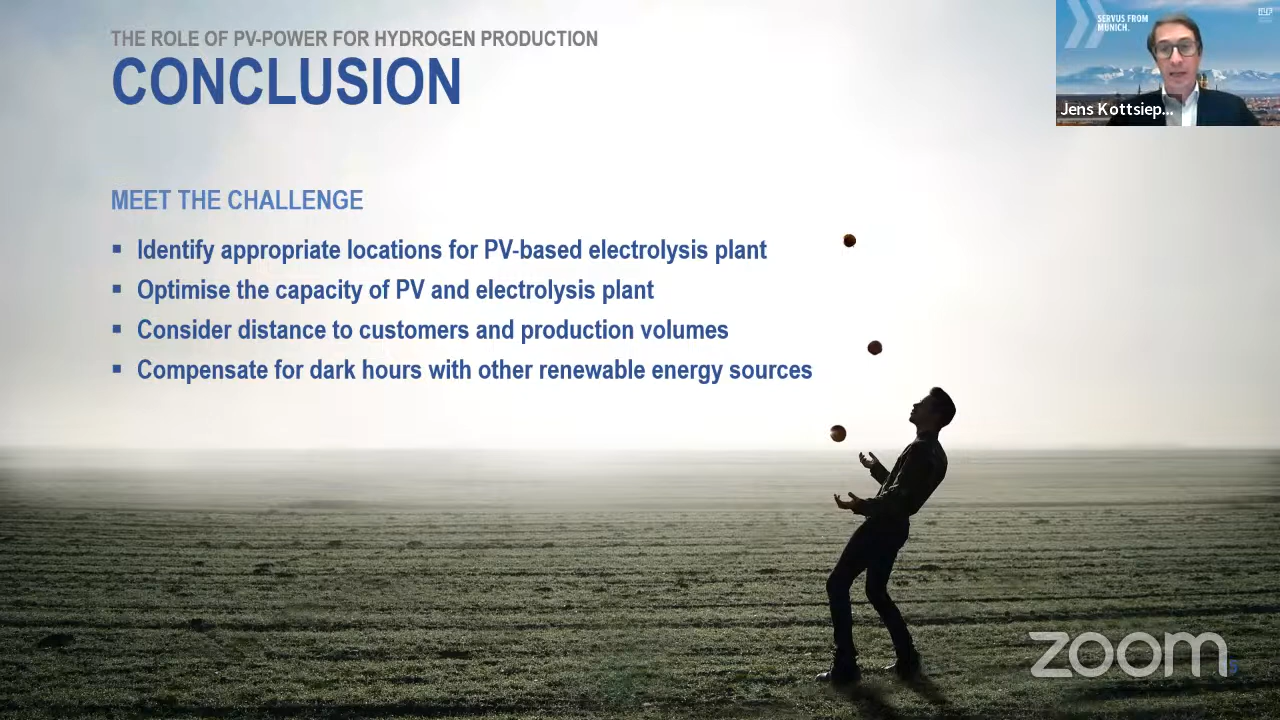 THE ROLE OF PV-POWER FOR HYDROGEN PRODUCTION
CONCLUSION
SERVUS FROM
MUNICH.
Jens Kottsiep...
MEET THE CHALLENGE
▪ Identify appropriate locations for PV-based electrolysis plant
▪ Optimise the capacity of PV and electrolysis plant
▪ Consider distance to customers and production volumes
▪ Compensate for dark hours with other renewable energy sources
zoom